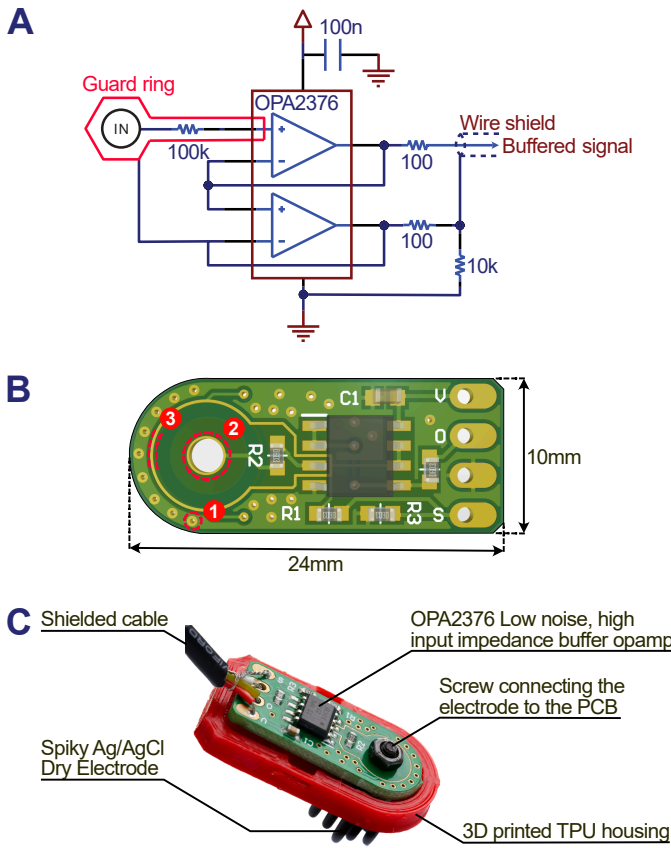 A
100n
Guard ring
OPA2376
IN
+
100k
−
100
Wire shield
Buffered signal
+
−
100
10k
B
3
2
1
C1
V
O
R2
R1
R3
S
10mm
24mm
C
Shielded cable
OPA2376 Low noise, high
input impedance buffer opamp
Screw connecting the
electrode to the PCB
Spiky Ag/AgCl
Dry Electrode
3D printed TPU housing